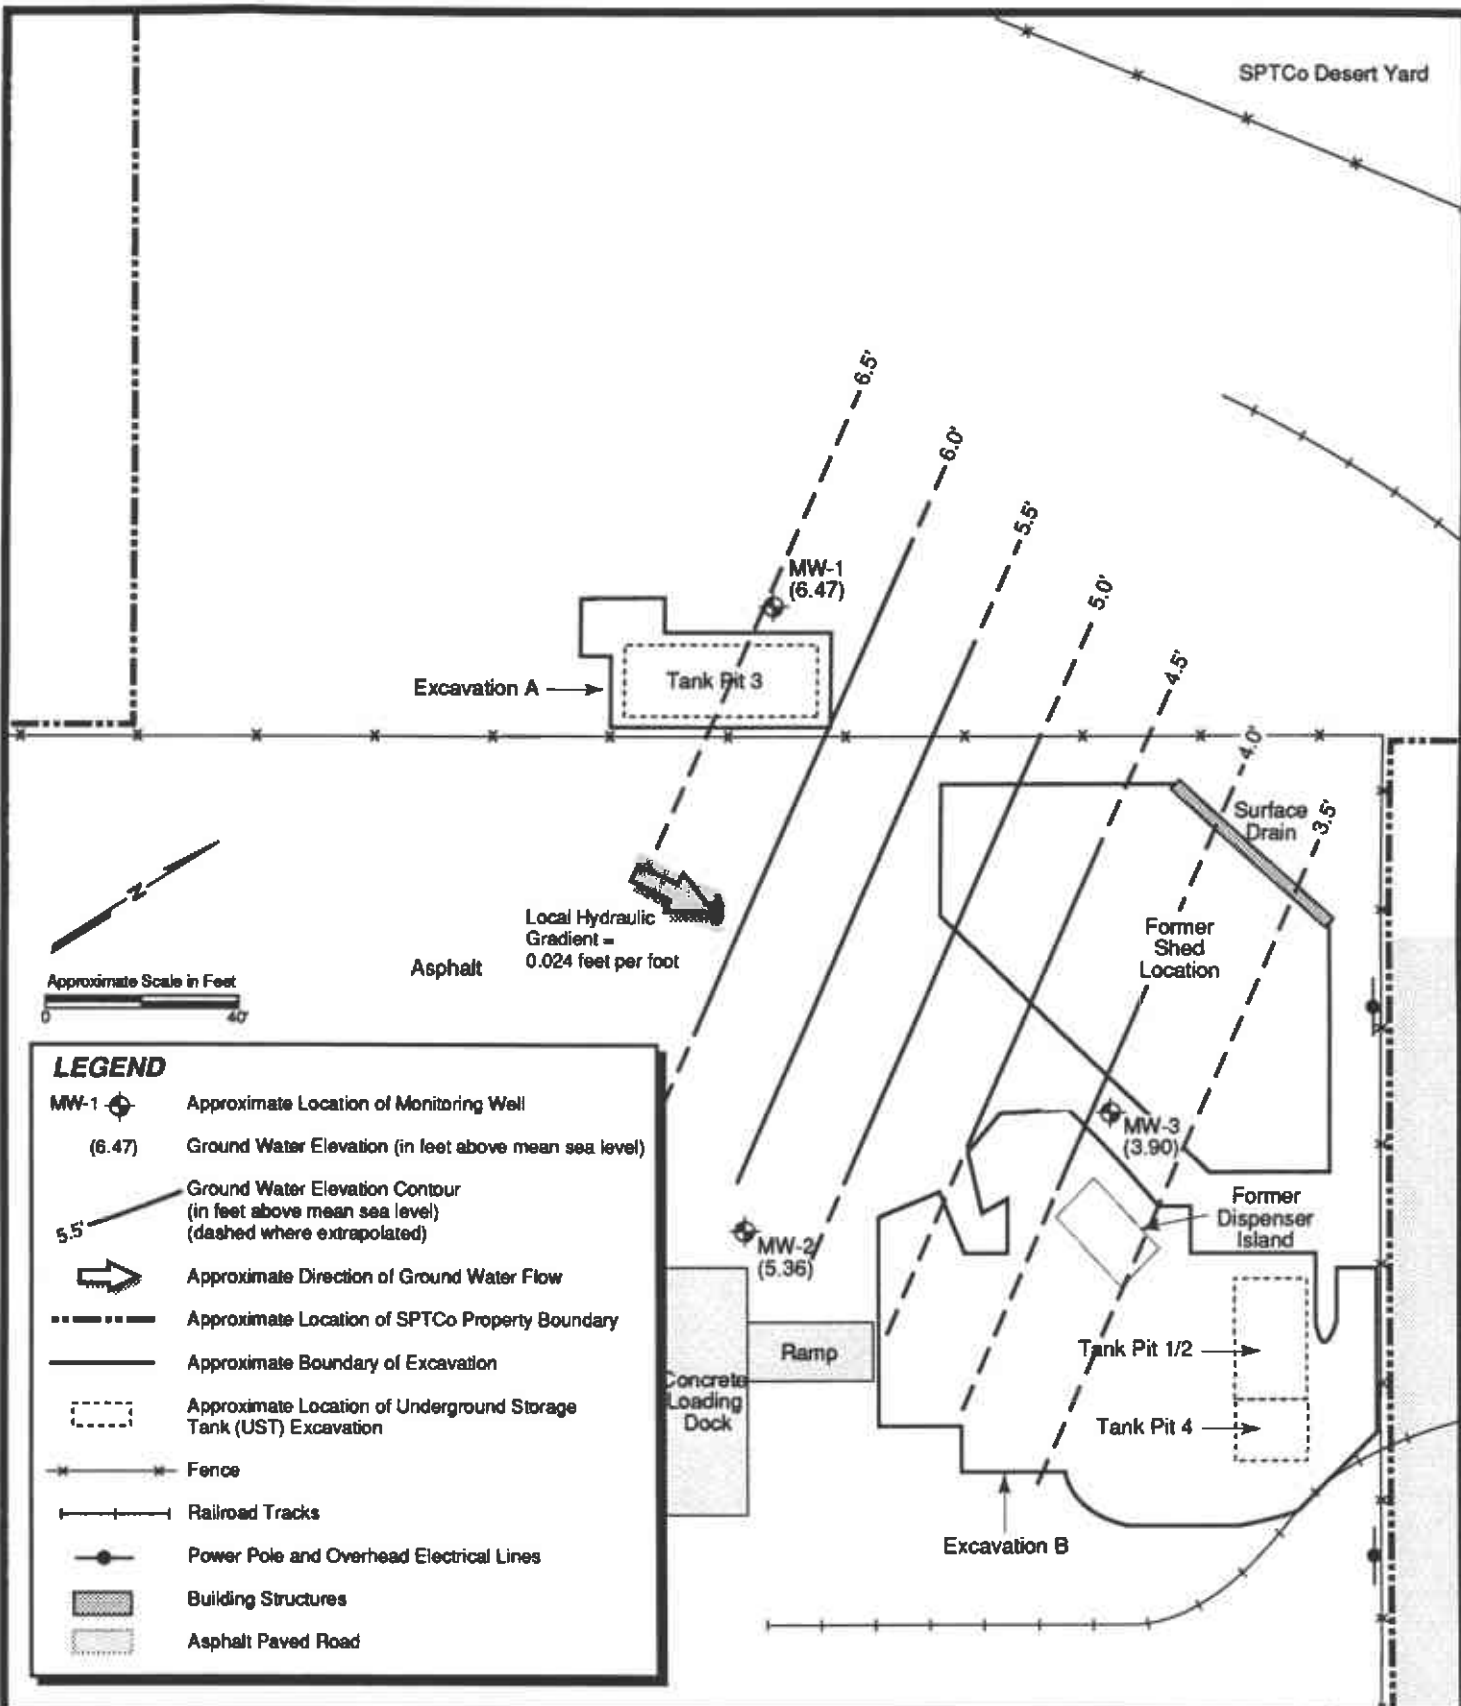 SPTCo Desert Yard
6.5'
6.0'
5.5'
5.0'
4.5'
4.0'
3.5'
MW-1
(6.47)
Tank Pit 3
Excavation A
Surface
Drain
Former
Shed
Location
N
Local Hydraulic
Gradient =
0.024 feet per foot
Asphalt
Approximate Scale in Feet
0 40'
MW-3
(3.90)
MW-2
(5.36)
Former
Dispenser
Island
Ramp
Concrete
Loading
Dock
Tank Pit 1/2
Tank Pit 4
Excavation B
LEGEND
MW-1 Approximate Location of Monitoring Well
(6.47) Ground Water Elevation (in feet above mean sea level)
5.5' Ground Water Elevation Contour
(in feet above mean sea level)
(dashed where extrapolated)
Approximate Direction of Ground Water Flow
Approximate Location of SPTCo Property Boundary
Approximate Boundary of Excavation
Approximate Location of Underground Storage
Tank (UST) Excavation
Fence
Railroad Tracks
Power Pole and Overhead Electrical Lines
Building Structures
Asphalt Paved Road